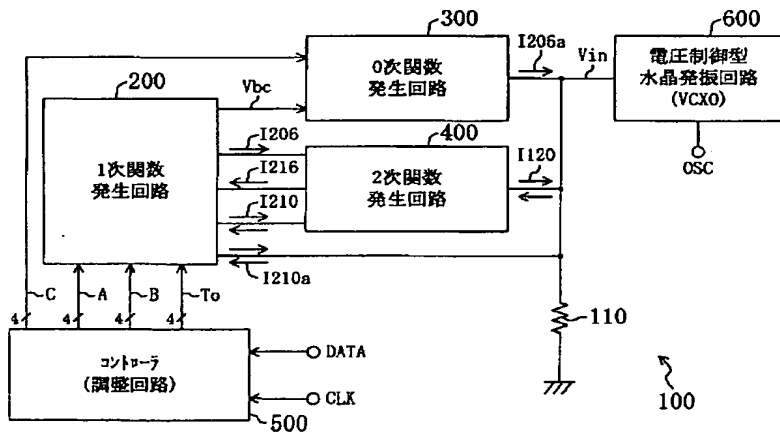 300
0次関数
発生回路
I206a
Vin
600
電圧制御型
水晶発振回路
(VCXO)
OSC
200
1次関数
発生回路
Vbc
I206
I216
I210
I210a
400
2次関数
発生回路
I120
110
C
A
B
To
4
4
4
4
コントローラ
(調整回路)
500
DATA
CLK
100